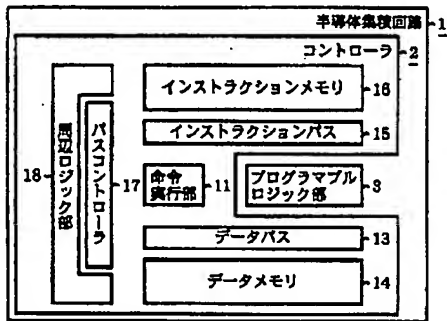 半導体集積回路 1
コントローラ 2
インストラクションメモリ 16
インストラクションバス 15
周辺ロジック部 18
バスコントローラ 17
命令
実行部 11
プログラマブル
ロジック部 3
データバス 13
データメモリ 14